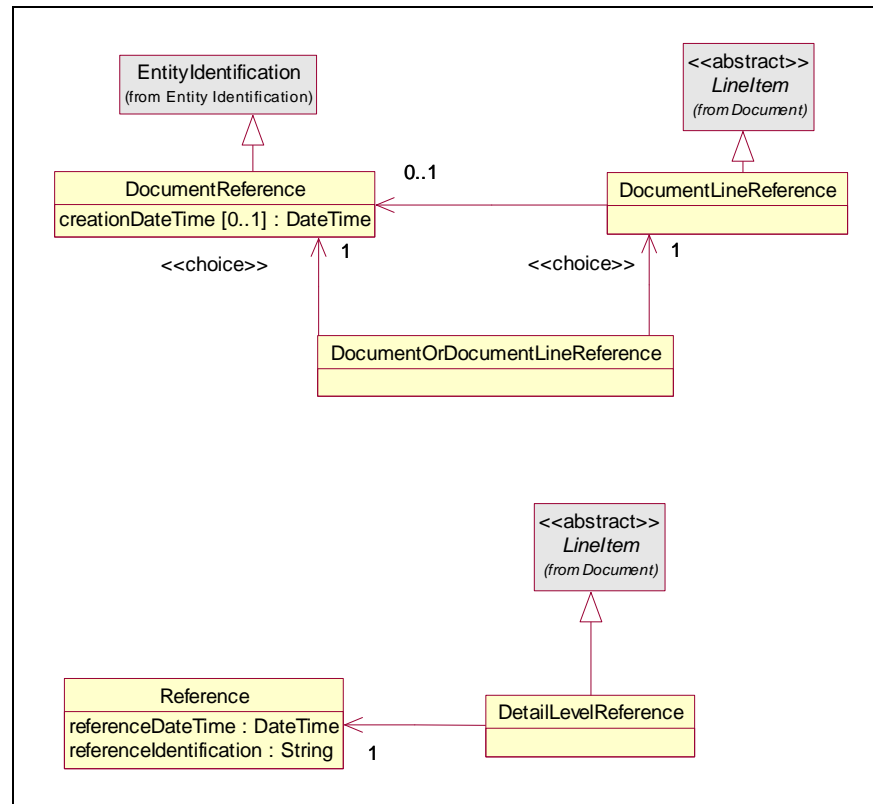 EntityIdentification
(from Entity Identification)
<<abstract>>
LineItem
(from Document)
DocumentReference
creationDateTime [0..1] : DateTime
0..1
DocumentLineReference
<<choice>>
1
<<choice>>
1
DocumentOrDocumentLineReference
<<abstract>>
LineItem
(from Document)
Reference
referenceDateTime : DateTime
referenceIdentification : String
1
DetailLevelReference